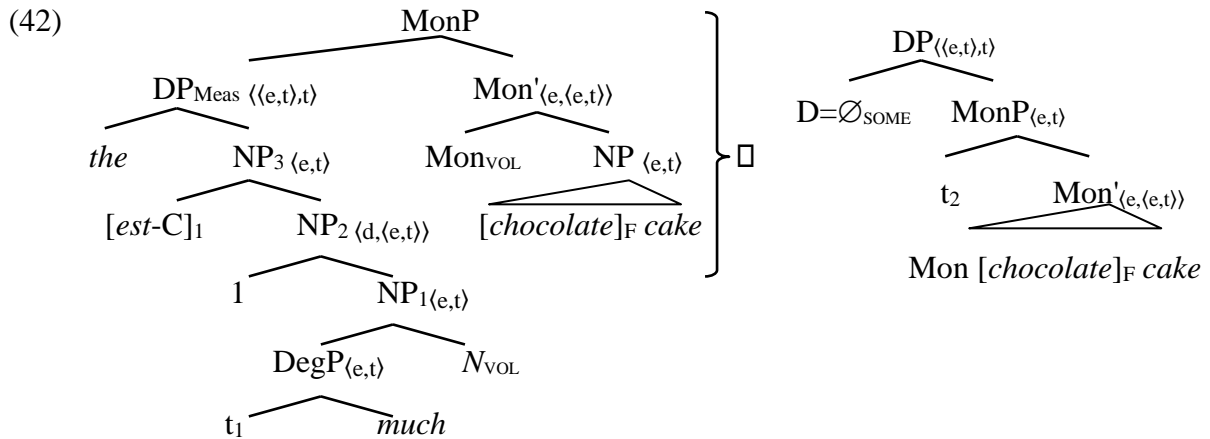 (42)
MonP
DP⟨⟨e,t⟩,t⟩
DPMeas ⟨⟨e,t⟩,t⟩ Mon'⟨e,⟨e,t⟩⟩
D=∅SOME MonP⟨e,t⟩
the NP3 ⟨e,t⟩ MonVOL NP ⟨e,t⟩ □
t2 Mon'⟨e,⟨e,t⟩⟩
[est-C]1 NP2 ⟨d,⟨e,t⟩⟩ [chocolate]F cake
Mon [chocolate]F cake
1 NP1⟨e,t⟩
DegP⟨e,t⟩ NVOL
t1 much